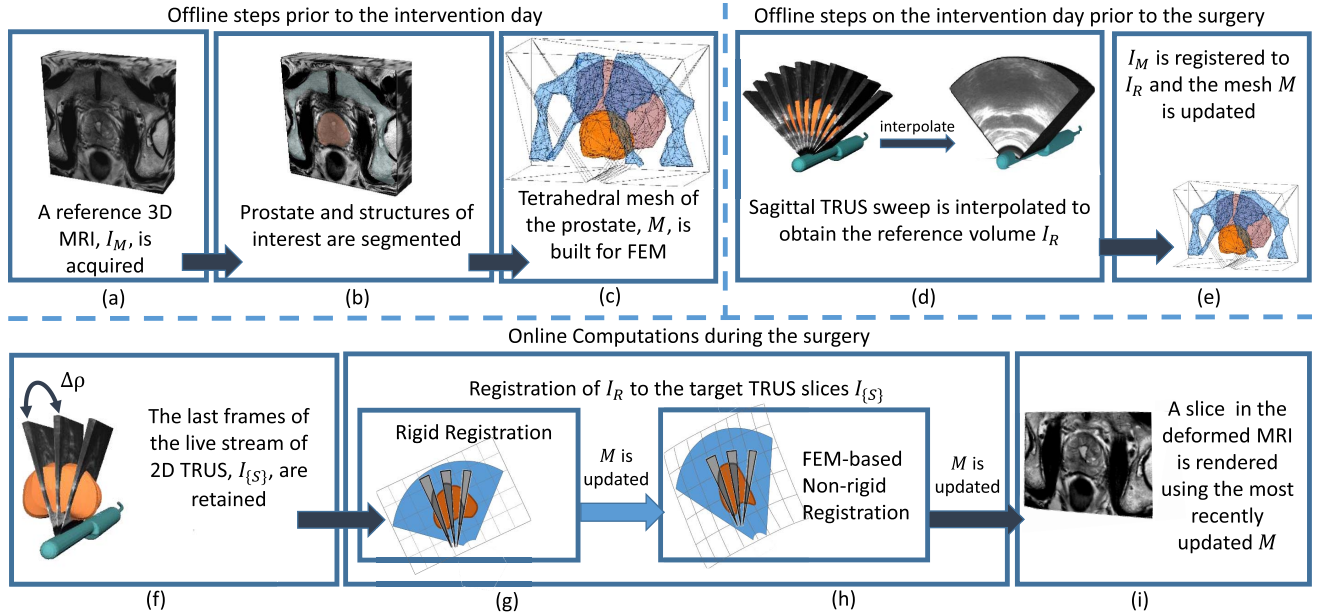 Offline steps prior to the intervention day
Offline steps on the intervention day prior to the surgery
A reference 3D
MRI, I_M, is
acquired
(a)
Prostate and structures of
interest are segmented
(b)
Tetrahedral mesh of
the prostate, M, is
built for FEM
(c)
interpolate
Sagittal TRUS sweep is interpolated to
obtain the reference volume I_R
(d)
I_M is registered to
I_R and the mesh M
is updated
(e)
Online Computations during the surgery
Δρ
The last frames of
the live stream of
2D TRUS, I_{S}, are
retained
(f)
Registration of I_R to the target TRUS slices I_{S}
Rigid Registration
(g)
M is
updated
FEM-based
Non-rigid
Registration
(h)
M is
updated
A slice in the
deformed MRI
is rendered
using the most
recently
updated M
(i)